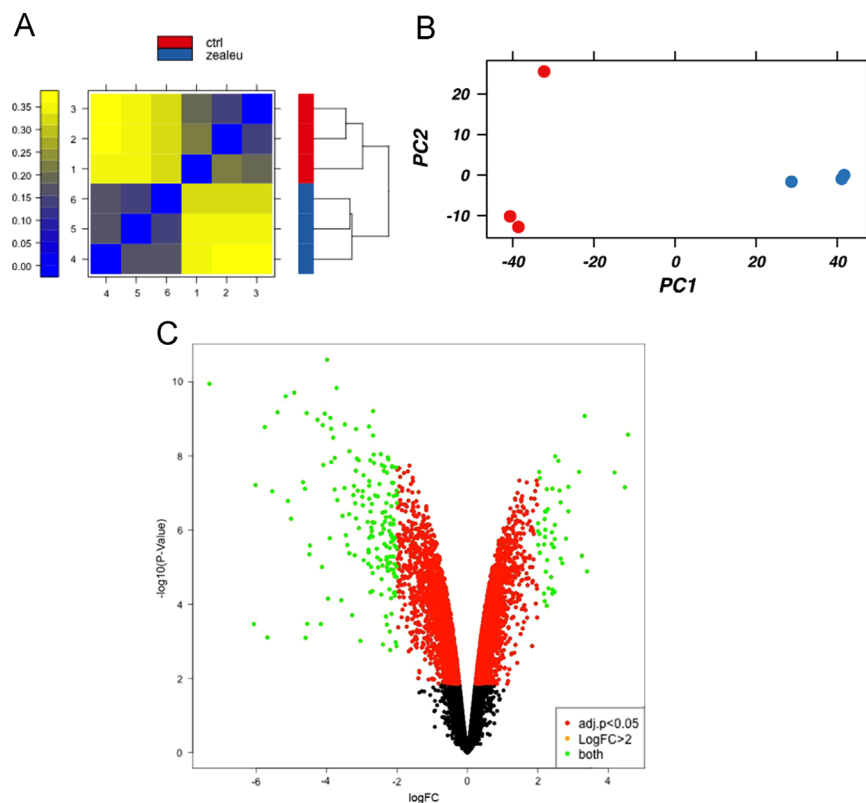 A
ctrl
zealeu
0.35
0.30
0.25
0.20
0.15
0.10
0.05
0.00
3
2
1
6
5
4
4 5 6 1 2 3
B
PC2
20
10
0
-10
-40 -20 0 20 40
PC1
C
-log10(P-Value)
10
8
6
4
2
0
-6 -4 -2 0 2 4
logFC
adj.p<0.05
LogFC>2
both